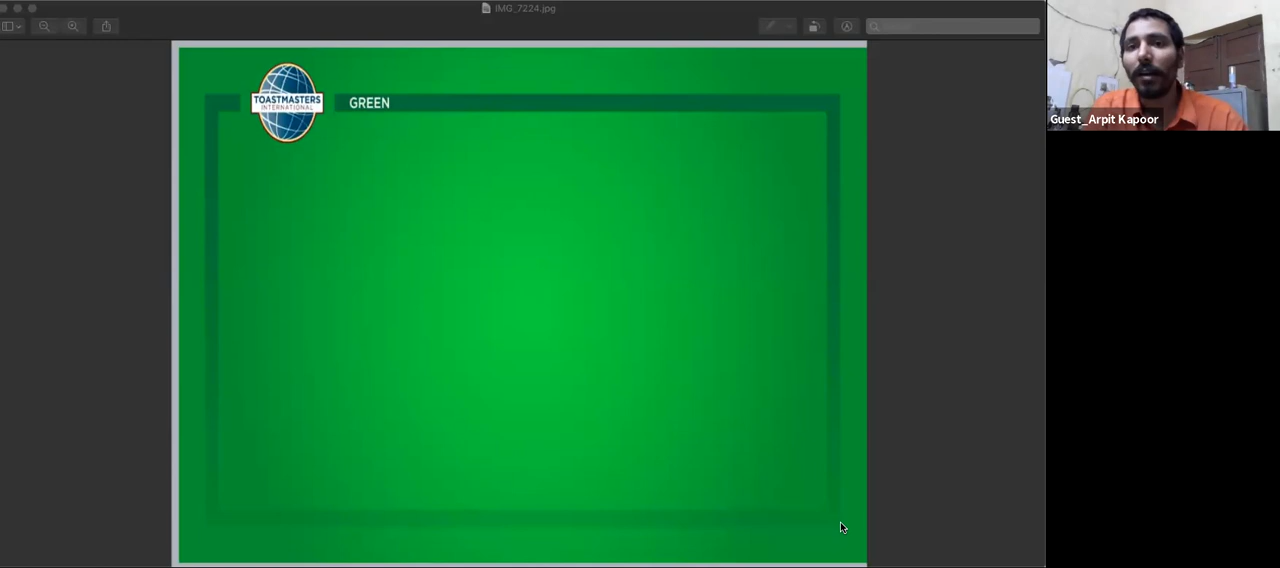 IMG_7224.jpg
TOASTMASTERS
INTERNATIONAL
GREEN
Guest_Arpit Kapoor